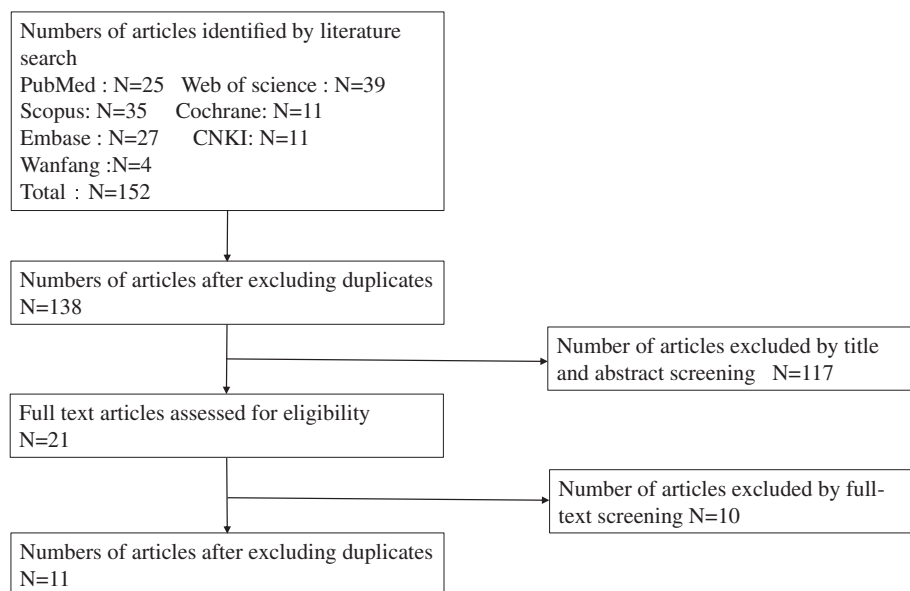 Numbers of articles identified by literature
search
PubMed : N=25   Web of science : N=39
Scopus: N=35   Cochrane: N=11
Embase : N=27   CNKI: N=11
Wanfang :N=4
Total : N=152
Numbers of articles after excluding duplicates
N=138
Number of articles excluded by title
and abstract screening   N=117
Full text articles assessed for eligibility
N=21
Number of articles excluded by full-
text screening N=10
Numbers of articles after excluding duplicates
N=11